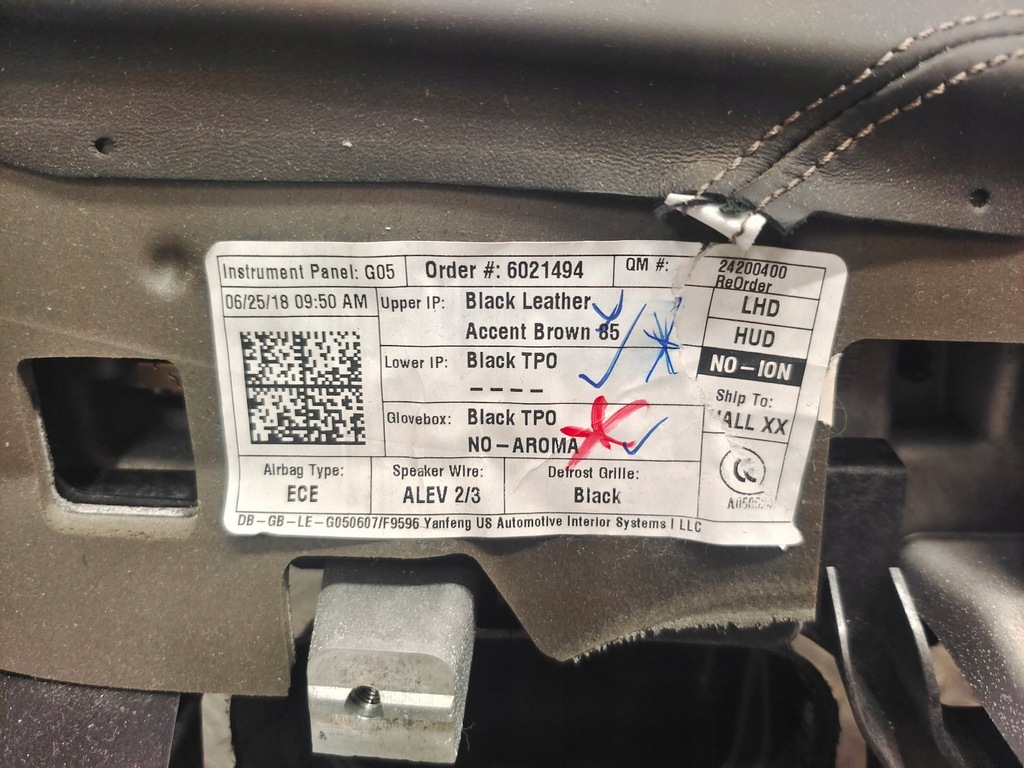 Instrument Panel: G05
Order #: 6021494
QM #:
24200400
ReOrder
06/25/18 09:50 AM
Upper IP: Black Leather
Accent Brown 85
LHD
HUD
Lower IP: Black TPO
----
NO-ION
Ship To:
Glovebox: Black TPO
NO-AROMA
XX
Airbag Type:
ECE
Speaker Wire:
ALEV 2/3
Defrost Grille:
Black
DB-GB-LE-G050607/F9596 Yanfeng US Automotive Interior Systems I LLC
A